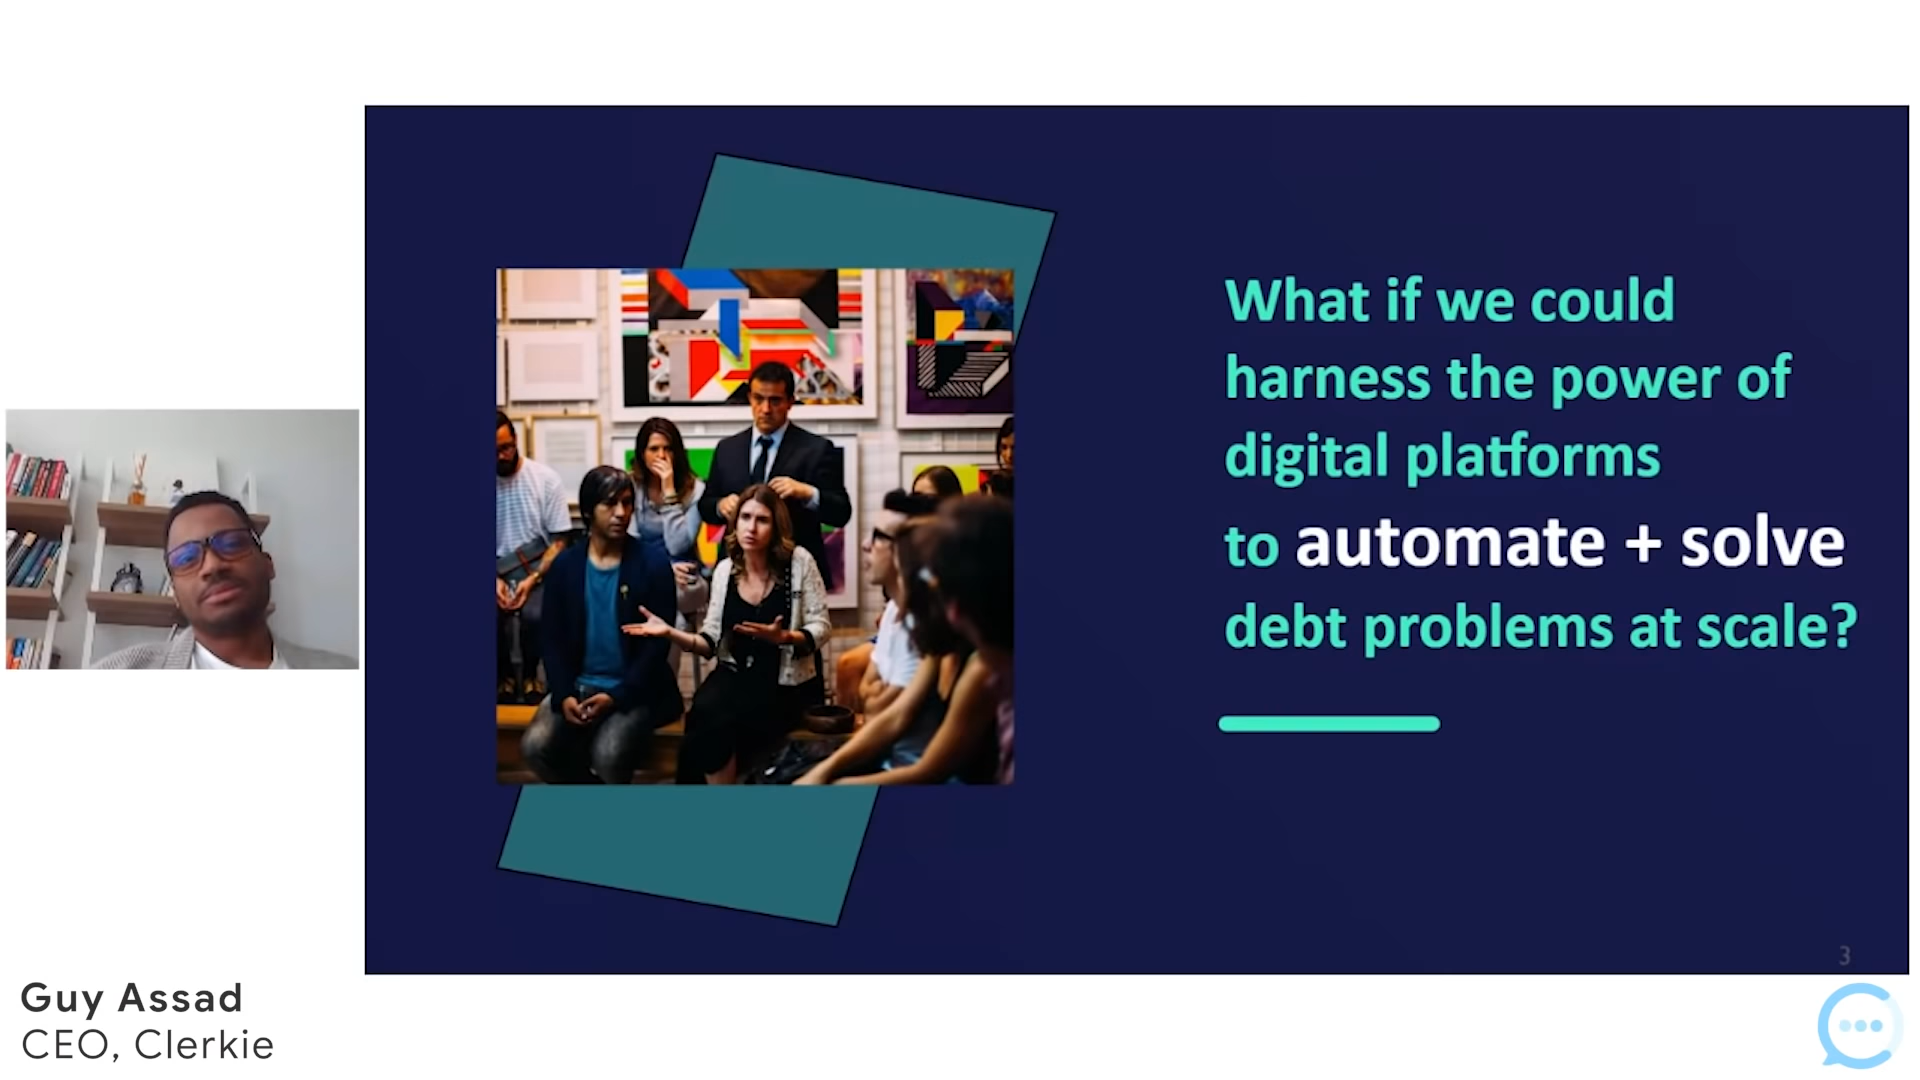 What if we could
harness the power of
digital platforms
to automate + solve
debt problems at scale?
3
Guy Assad
CEO, Clerkie